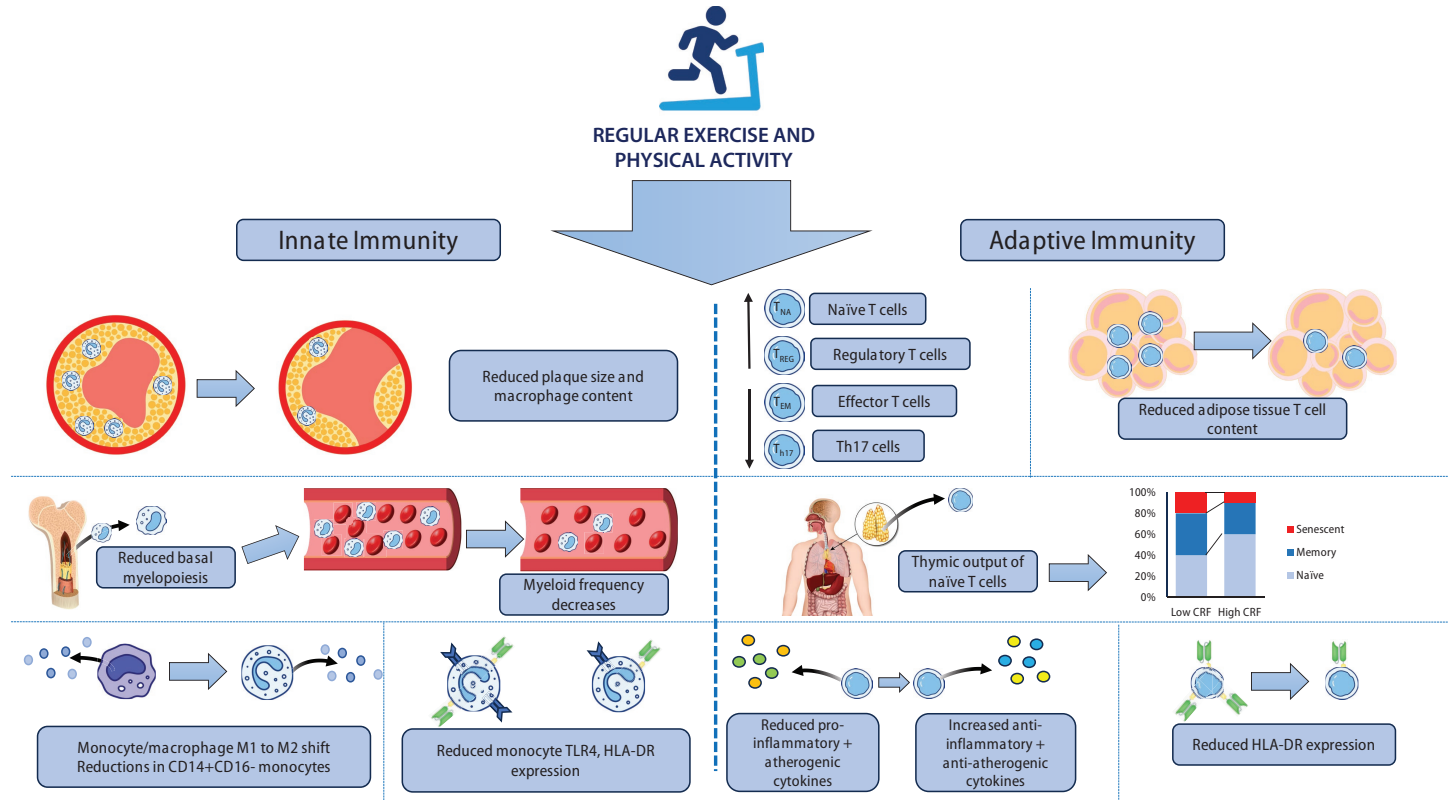 REGULAR EXERCISE AND
PHYSICAL ACTIVITY
Innate Immunity
Adaptive Immunity
Reduced plaque size and
macrophage content
T NA
Naïve T cells
T REG
Regulatory T cells
T EM
Effector T cells
T h17
Th17 cells
Reduced adipose tissue T cell
content
Reduced basal
myelopoiesis
Myeloid frequency
decreases
Thymic output of
naïve T cells
100%
80%
60%
40%
20%
0%
Low CRF
High CRF
Senescent
Memory
Naïve
Monocyte/macrophage M1 to M2 shift
Reductions in CD14+CD16- monocytes
Reduced monocyte TLR4, HLA-DR
expression
Reduced pro-
inflammatory +
atherogenic
cytokines
Increased anti-
inflammatory +
anti-atherogenic
cytokines
Reduced HLA-DR expression